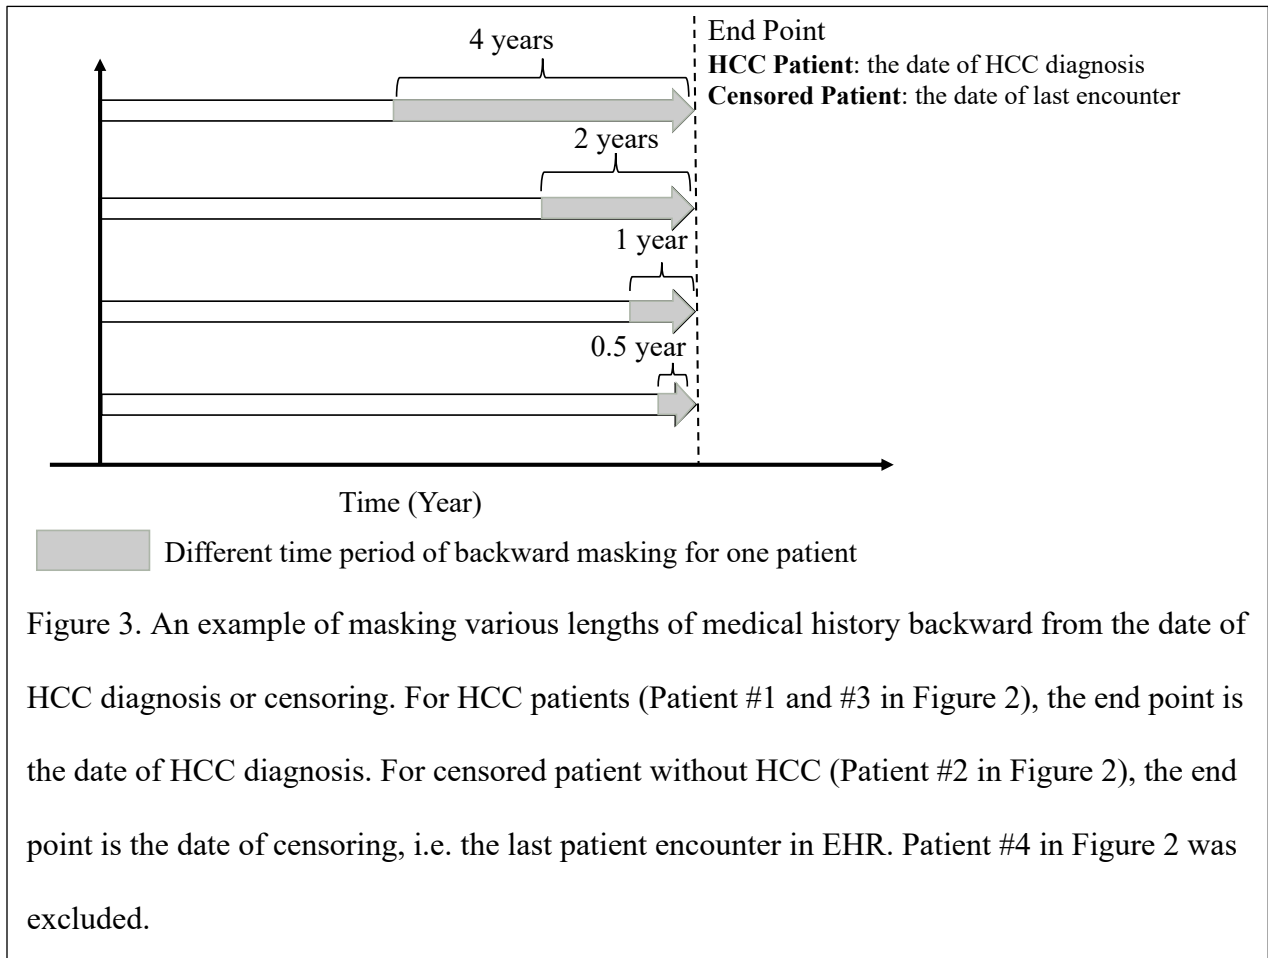 4 years
End Point
HCC Patient: the date of HCC diagnosis
Censored Patient: the date of last encounter
2 years
1 year
0.5 year
Time (Year)
Different time period of backward masking for one patient
Figure 3. An example of masking various lengths of medical history backward from the date of
HCC diagnosis or censoring. For HCC patients (Patient #1 and #3 in Figure 2), the end point is
the date of HCC diagnosis. For censored patient without HCC (Patient #2 in Figure 2), the end
point is the date of censoring, i.e. the last patient encounter in EHR. Patient #4 in Figure 2 was
excluded.